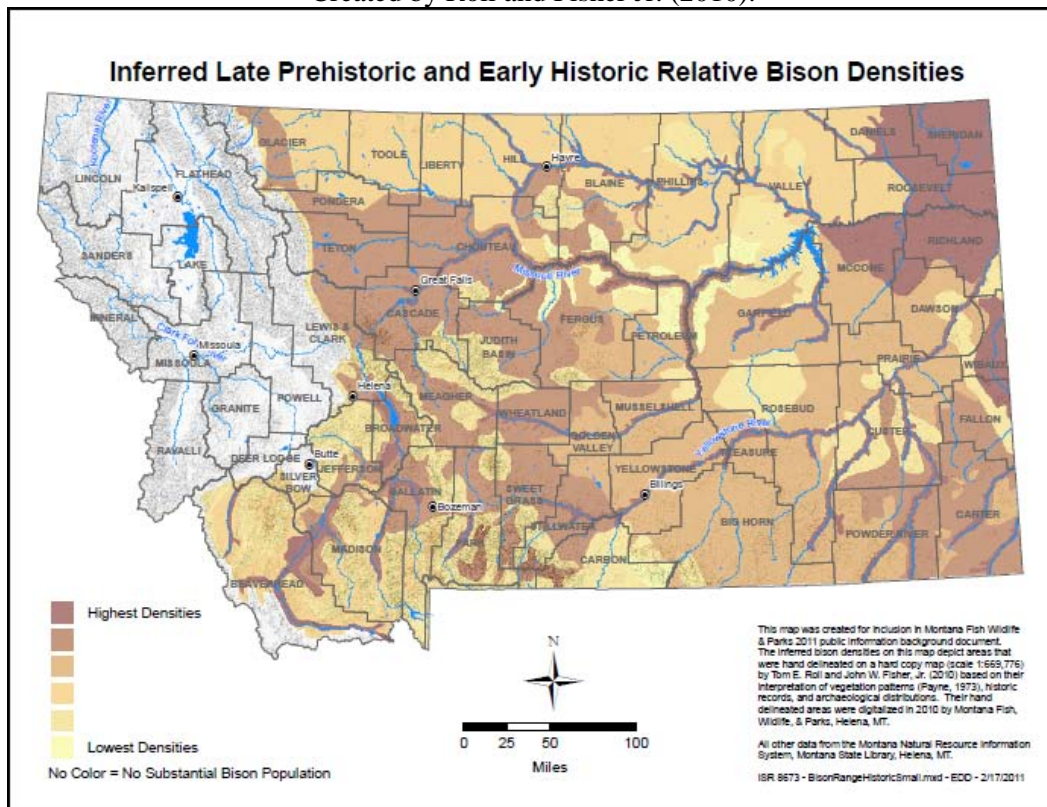 Created by Roll and Fisher Jr. (2010).
Inferred Late Prehistoric and Early Historic Relative Bison Densities
Kootenai River
LINCOLN
FLATHEAD
Kalispell
GLACIER
TOOLE
LIBERTY
HILL
Havre
BLAINE
PHILLIPS
VALLEY
DANIELS
SHERIDAN
ROOSEVELT
PONDERA
SANDERS
LAKE
TETON
CHOUTEAU
Missouri River
RICHLAND
MCCONE
MINERAL
Clark Fork River
Missoula
MISSOULA
LEWIS &
CLARK
Great Falls
CASCADE
JUDITH
BASIN
FERGUS
PETROLEUM
GARFIELD
DAWSON
PRAIRIE
WIBAUX
GRANITE
POWELL
Helena
MEAGHER
BROADWATER
WHEATLAND
GOLDEN
VALLEY
MUSSELSHELL
ROSEBUD
Yellowstone River
TREASURE
CUSTER
FALLON
RAVALLI
DEER LODGE
Butte
SILVER
BOW
JEFFERSON
GALLATIN
Bozeman
SWEET
GRASS
YELLOWSTONE
Billings
STILLWATER
PARK
CARBON
BIG HORN
POWDER RIVER
CARTER
MADISON
BEAVERHEAD
Highest Densities
Lowest Densities
No Color = No Substantial Bison Population
N
0 25 50 100
Miles
This map was created for inclusion in Montana Fish Wildlife
& Parks 2011 public information background document.
The inferred bison densities on this map depict areas that
were hand delineated on a hard copy map (scale 1:669,776)
by Tom E. Roll and John W. Fisher, Jr. (2010) based on their
interpretation of vegetation patterns (Payne, 1973), historic
records, and archaeological distributions. Their hand
delineated areas were digitalized in 2010 by Montana Fish,
Wildlife, & Parks, Helena, MT.
All other data from the Montana Natural Resource Information
System, Montana State Library, Helena, MT.
ISR 8673 - BisonRangeHistoricSmall.mxd - EDD - 2/17/2011